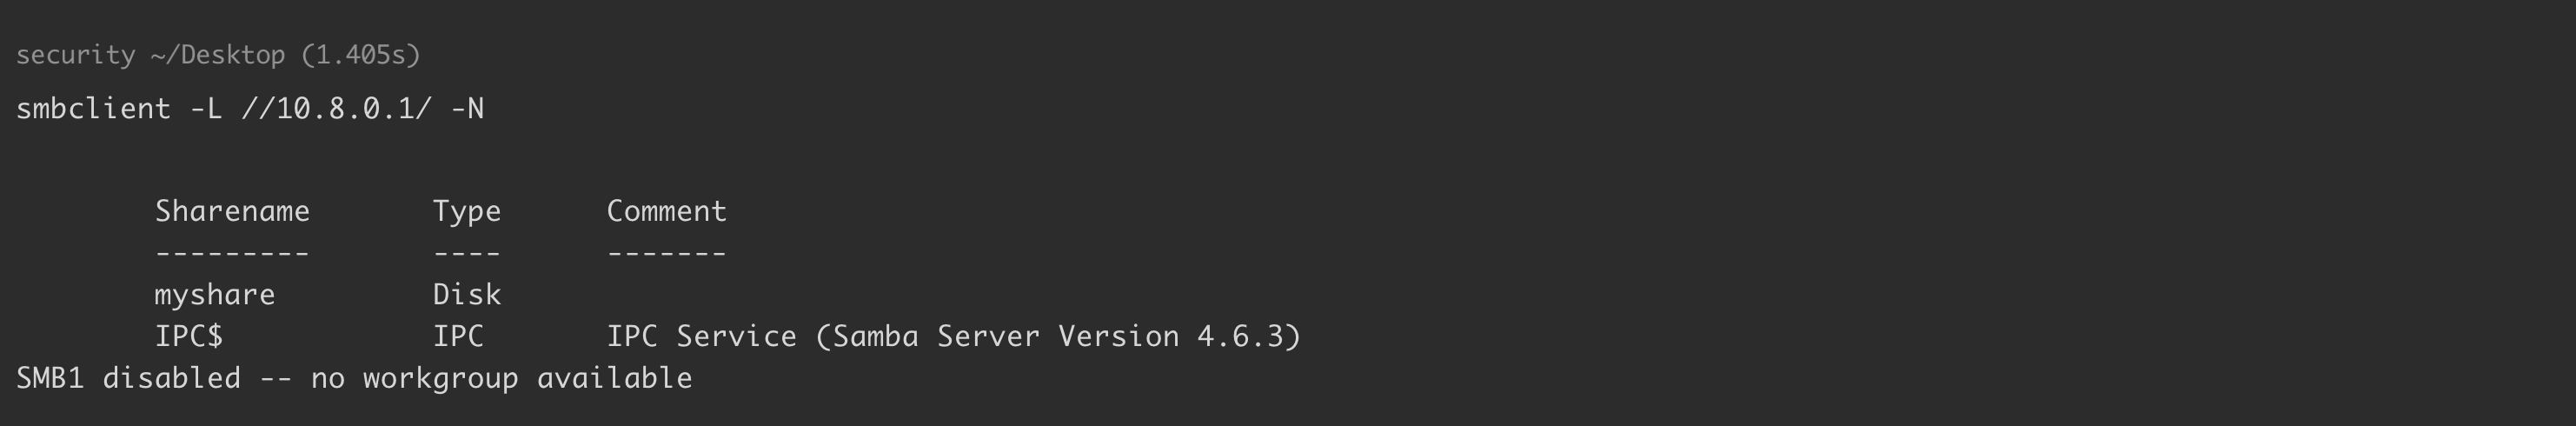 security ~/Desktop (1.405s)
smbclient -L //10.8.0.1/ -N
Sharename Type Comment
--------- ---- -------
myshare Disk
IPC$ IPC IPC Service (Samba Server Version 4.6.3)
SMB1 disabled -- no workgroup available